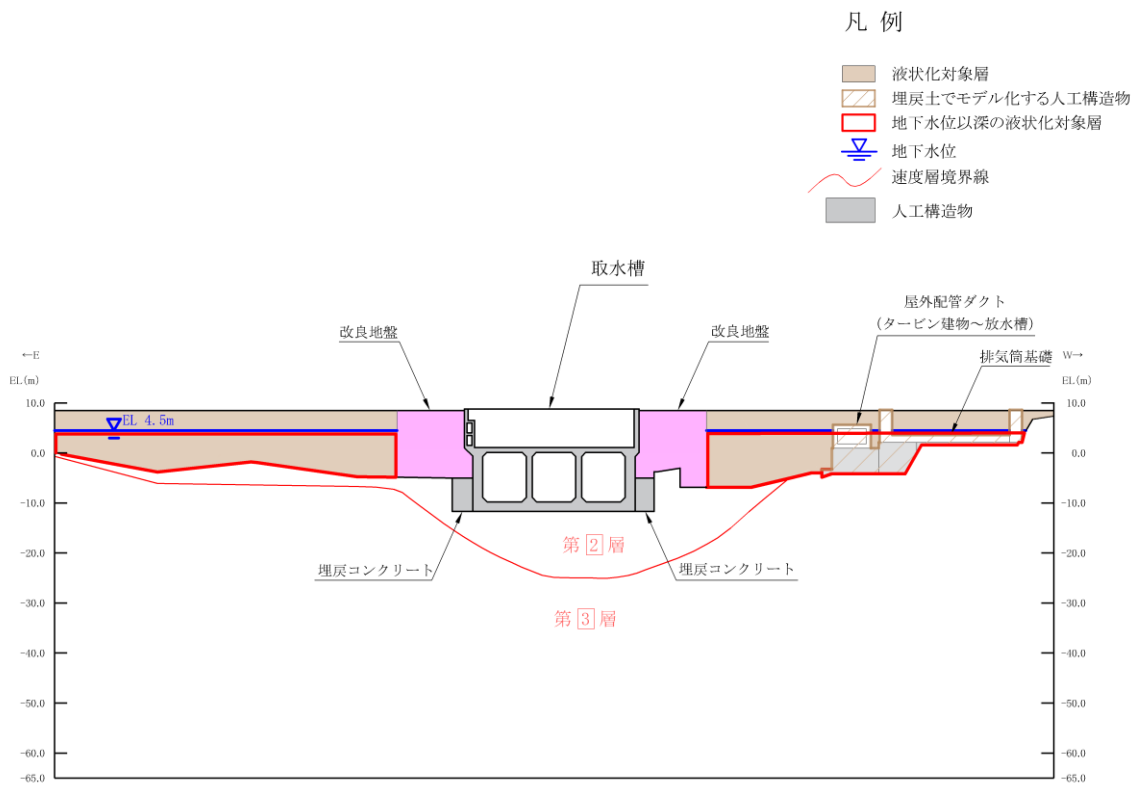 凡 例
液状化対象層
埋戻土でモデル化する人工構造物
地下水位以深の液状化対象層
地下水位
速度層境界線
人工構造物
取水槽
屋外配管ダクト
(タービン建物～放水槽)
改良地盤
改良地盤
排気筒基礎
←E
W→
EL(m)
EL(m)
10.0
10.0
EL 4.5m
0.0
0.0
-10.0
-10.0
第 2 層
-20.0
-20.0
埋戻コンクリート
埋戻コンクリート
-30.0
-30.0
第 3 層
-40.0
-40.0
-50.0
-50.0
-60.0
-60.0
-65.0
-65.0